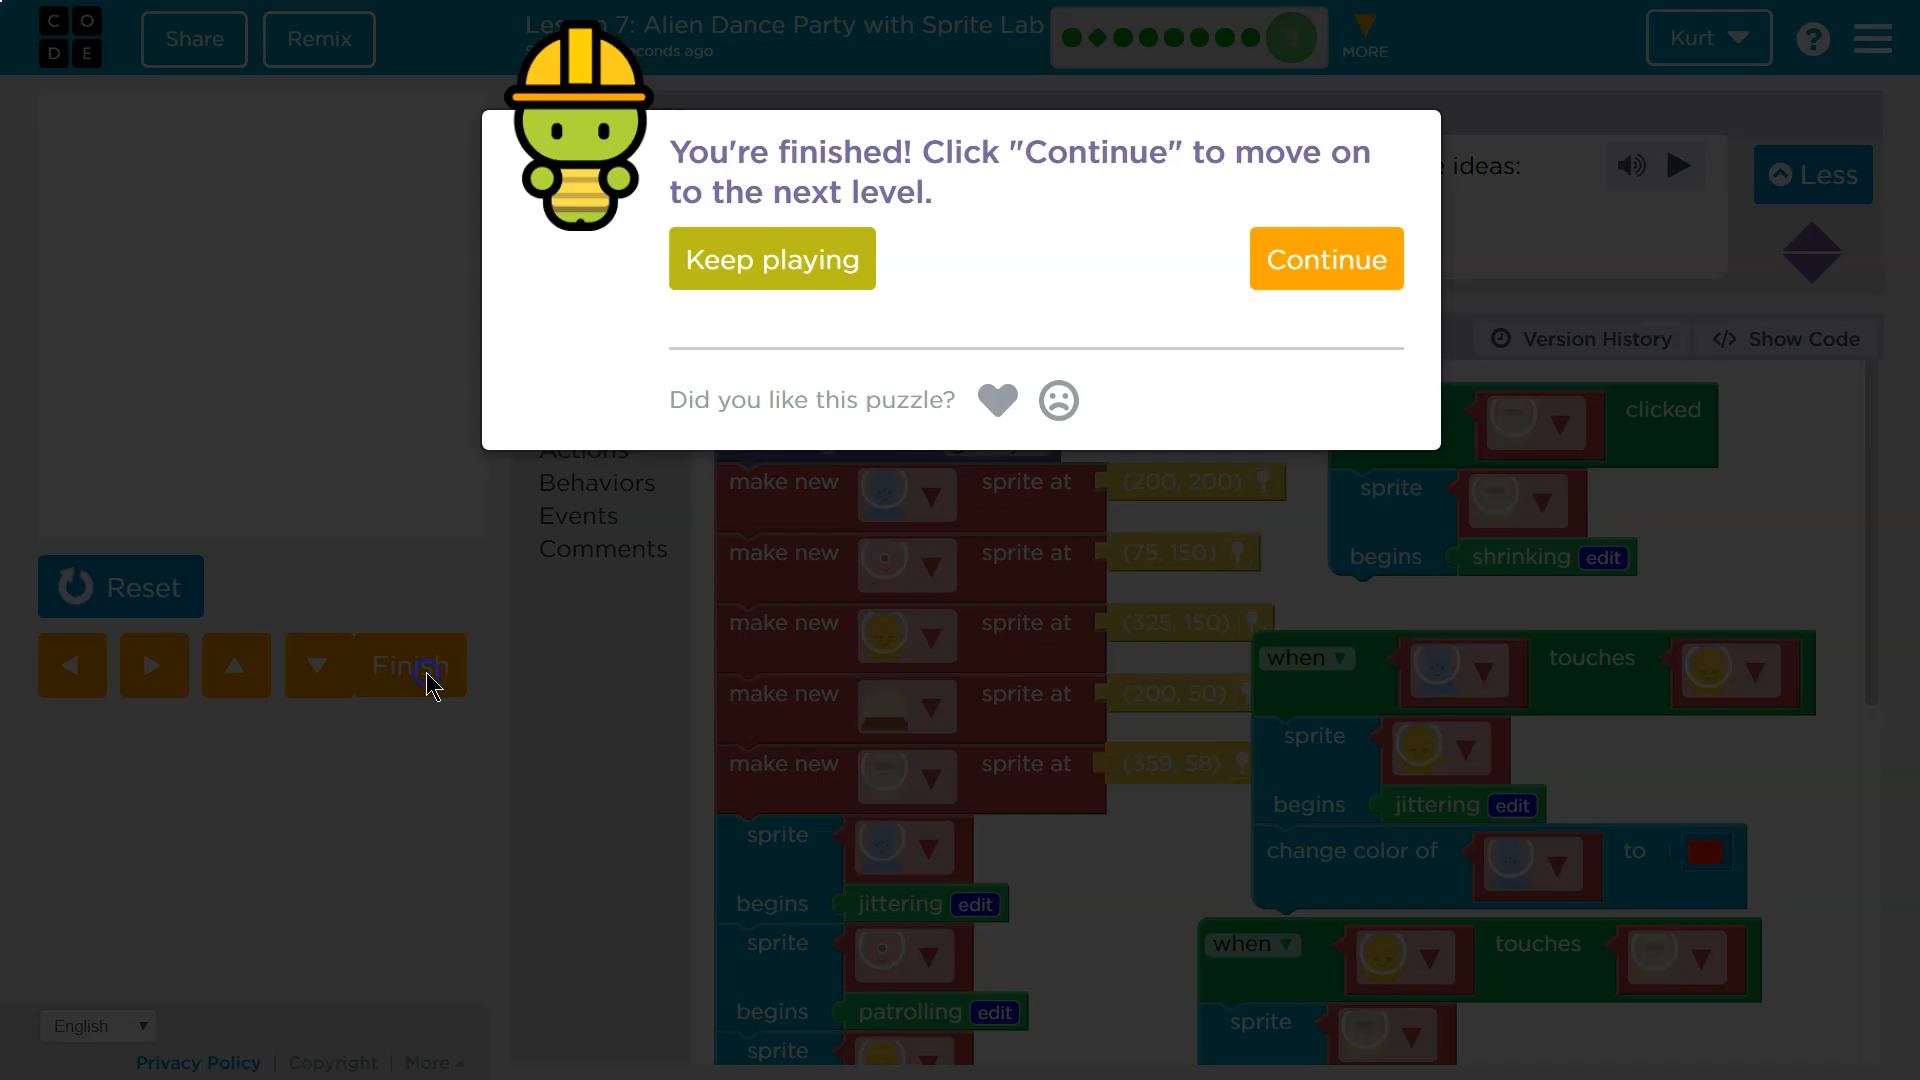 C O
D E
Share
Remix
7: Alien Dance Party with Sprite Lab
conds ago
MORE
Kurt
?
You're finished! Click "Continue" to move on
to the next level.
Keep playing
Continue
Did you like this puzzle?
ideas:
Less
Version History
</> Show Code
Actions
Behaviors
Events
Comments
Reset
Finish
make new sprite at (200, 200)
make new sprite at (75, 150)
make new sprite at (325, 150)
make new sprite at (200, 50)
make new sprite at (359, 58)
sprite
begins jittering edit
sprite
begins patrolling edit
sprite
clicked
sprite
begins shrinking edit
when touches
sprite
begins jittering edit
change color of to
when touches
sprite
English
Privacy Policy | Copyright | More